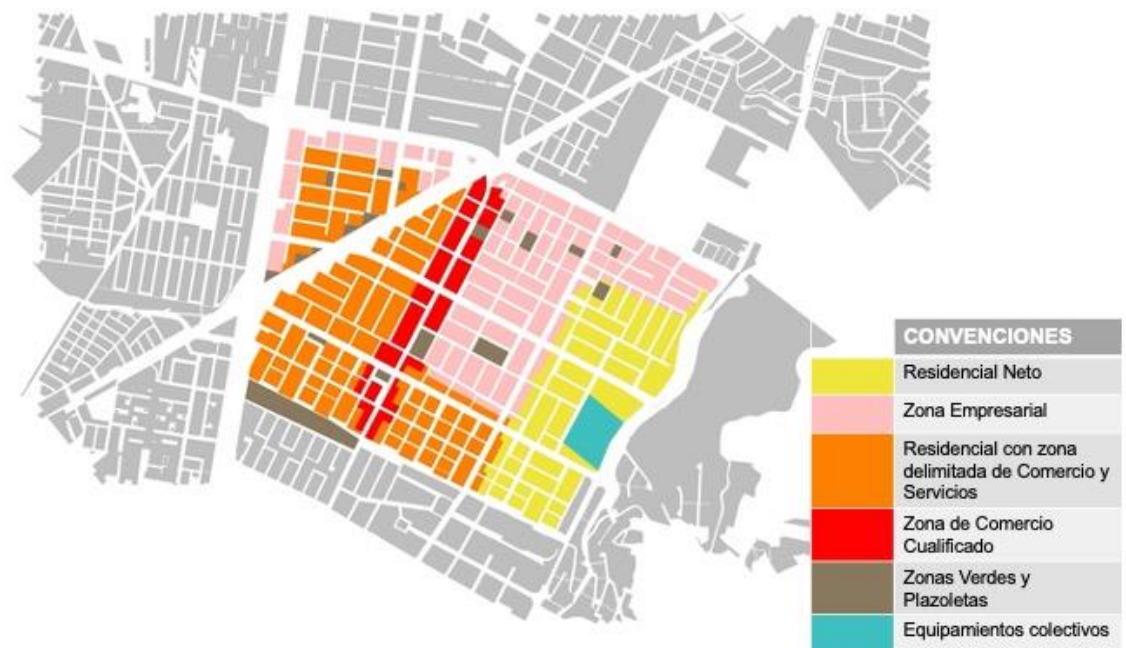 CONVENCIONES
Residencial Neto
Zona Empresarial
Residencial con zona
delimitada de Comercio y
Servicios
Zona de Comercio
Cualificado
Zonas Verdes y
Plazoletas
Equipamientos colectivos